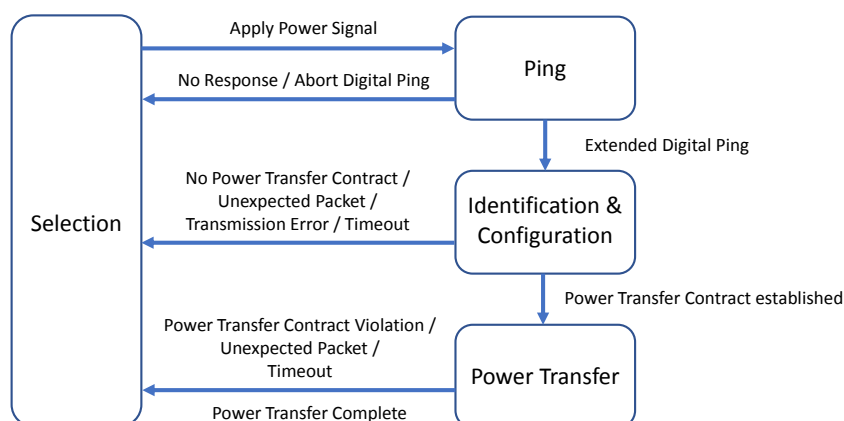 Apply Power Signal
Ping
No Response / Abort Digital Ping
Extended Digital Ping
No Power Transfer Contract /
Unexpected Packet /
Transmission Error / Timeout
Identification &
Configuration
Selection
Power Transfer Contract established
Power Transfer Contract Violation /
Unexpected Packet /
Timeout
Power Transfer
Power Transfer Complete